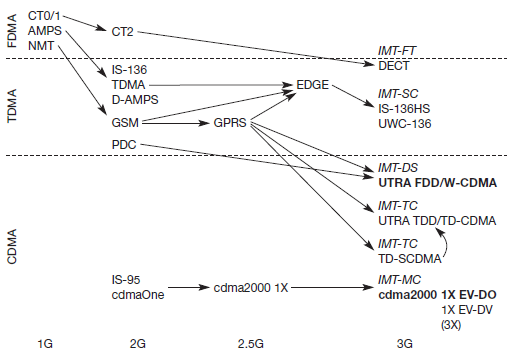 FDMA
CT0/1
AMPS
NMT
CT2
IMT-FT
DECT
TDMA
IS-136
TDMA
D-AMPS
GSM
GPRS
EDGE
IMT-SC
IS-136HS
UWC-136
PDC
CDMA
IMT-DS
UTRA FDD/W-CDMA
IMT-TC
UTRA TDD/TD-CDMA
IMT-TC
TD-SCDMA
IS-95
cdmaOne
cdma2000 1X
IMT-MC
cdma2000 1X EV-DO
1X EV-DV
(3X)
1G
2G
2.5G
3G